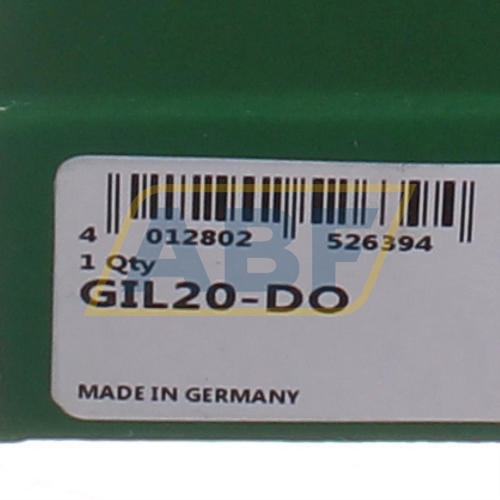 4 012802 526394
1 Qty
GIL20-DO
MADE IN GERMANY
ABF